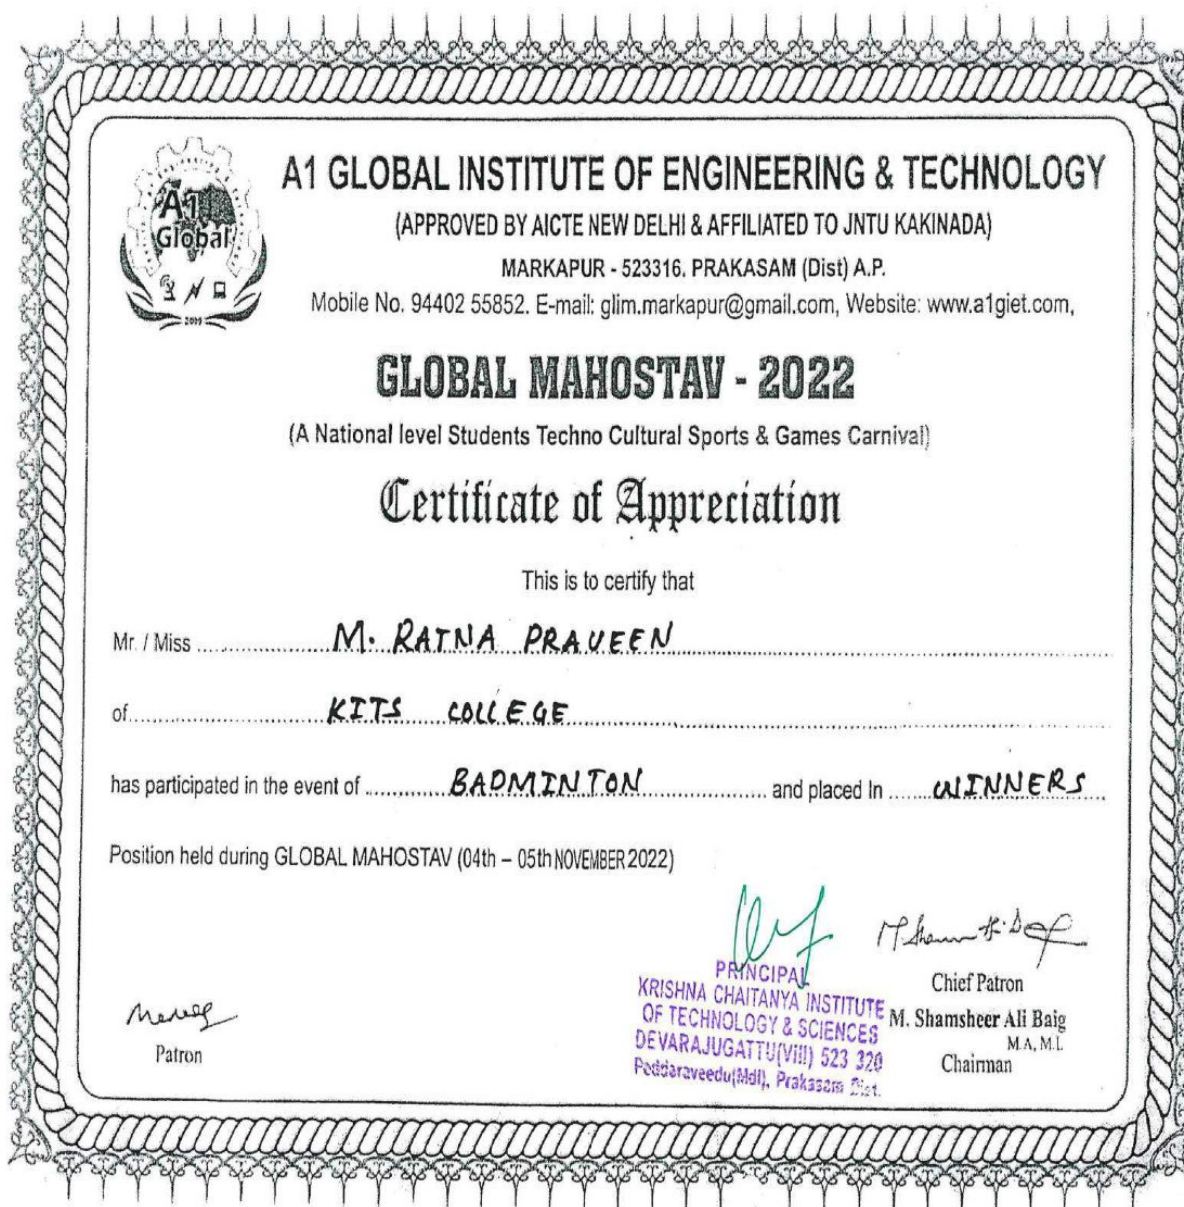 A1
Global
2009
A1 GLOBAL INSTITUTE OF ENGINEERING & TECHNOLOGY
(APPROVED BY AICTE NEW DELHI & AFFILIATED TO JNTU KAKINADA)
MARKAPUR - 523316. PRAKASAM (Dist) A.P.
Mobile No. 94402 55852. E-mail: glim.markapur@gmail.com, Website: www.a1giet.com,
GLOBAL MAHOSTAV - 2022
(A National level Students Techno Cultural Sports & Games Carnival)
Certificate of Appreciation
This is to certify that
Mr. / Miss M. RATNA PRAVEEN
of KITS COLLEGE
has participated in the event of BADMINTON and placed In WINNERS
Position held during GLOBAL MAHOSTAV (04th – 05th NOVEMBER 2022)
Patron
PRINCIPAL
KRISHNA CHAITANYA INSTITUTE
OF TECHNOLOGY & SCIENCES
DEVARAJUGATTU(Vill) 523 320
Peddaraveedu(Mdl), Prakasam Dist.
Chief Patron
M. Shamsheer Ali Baig
M.A, M.L
Chairman